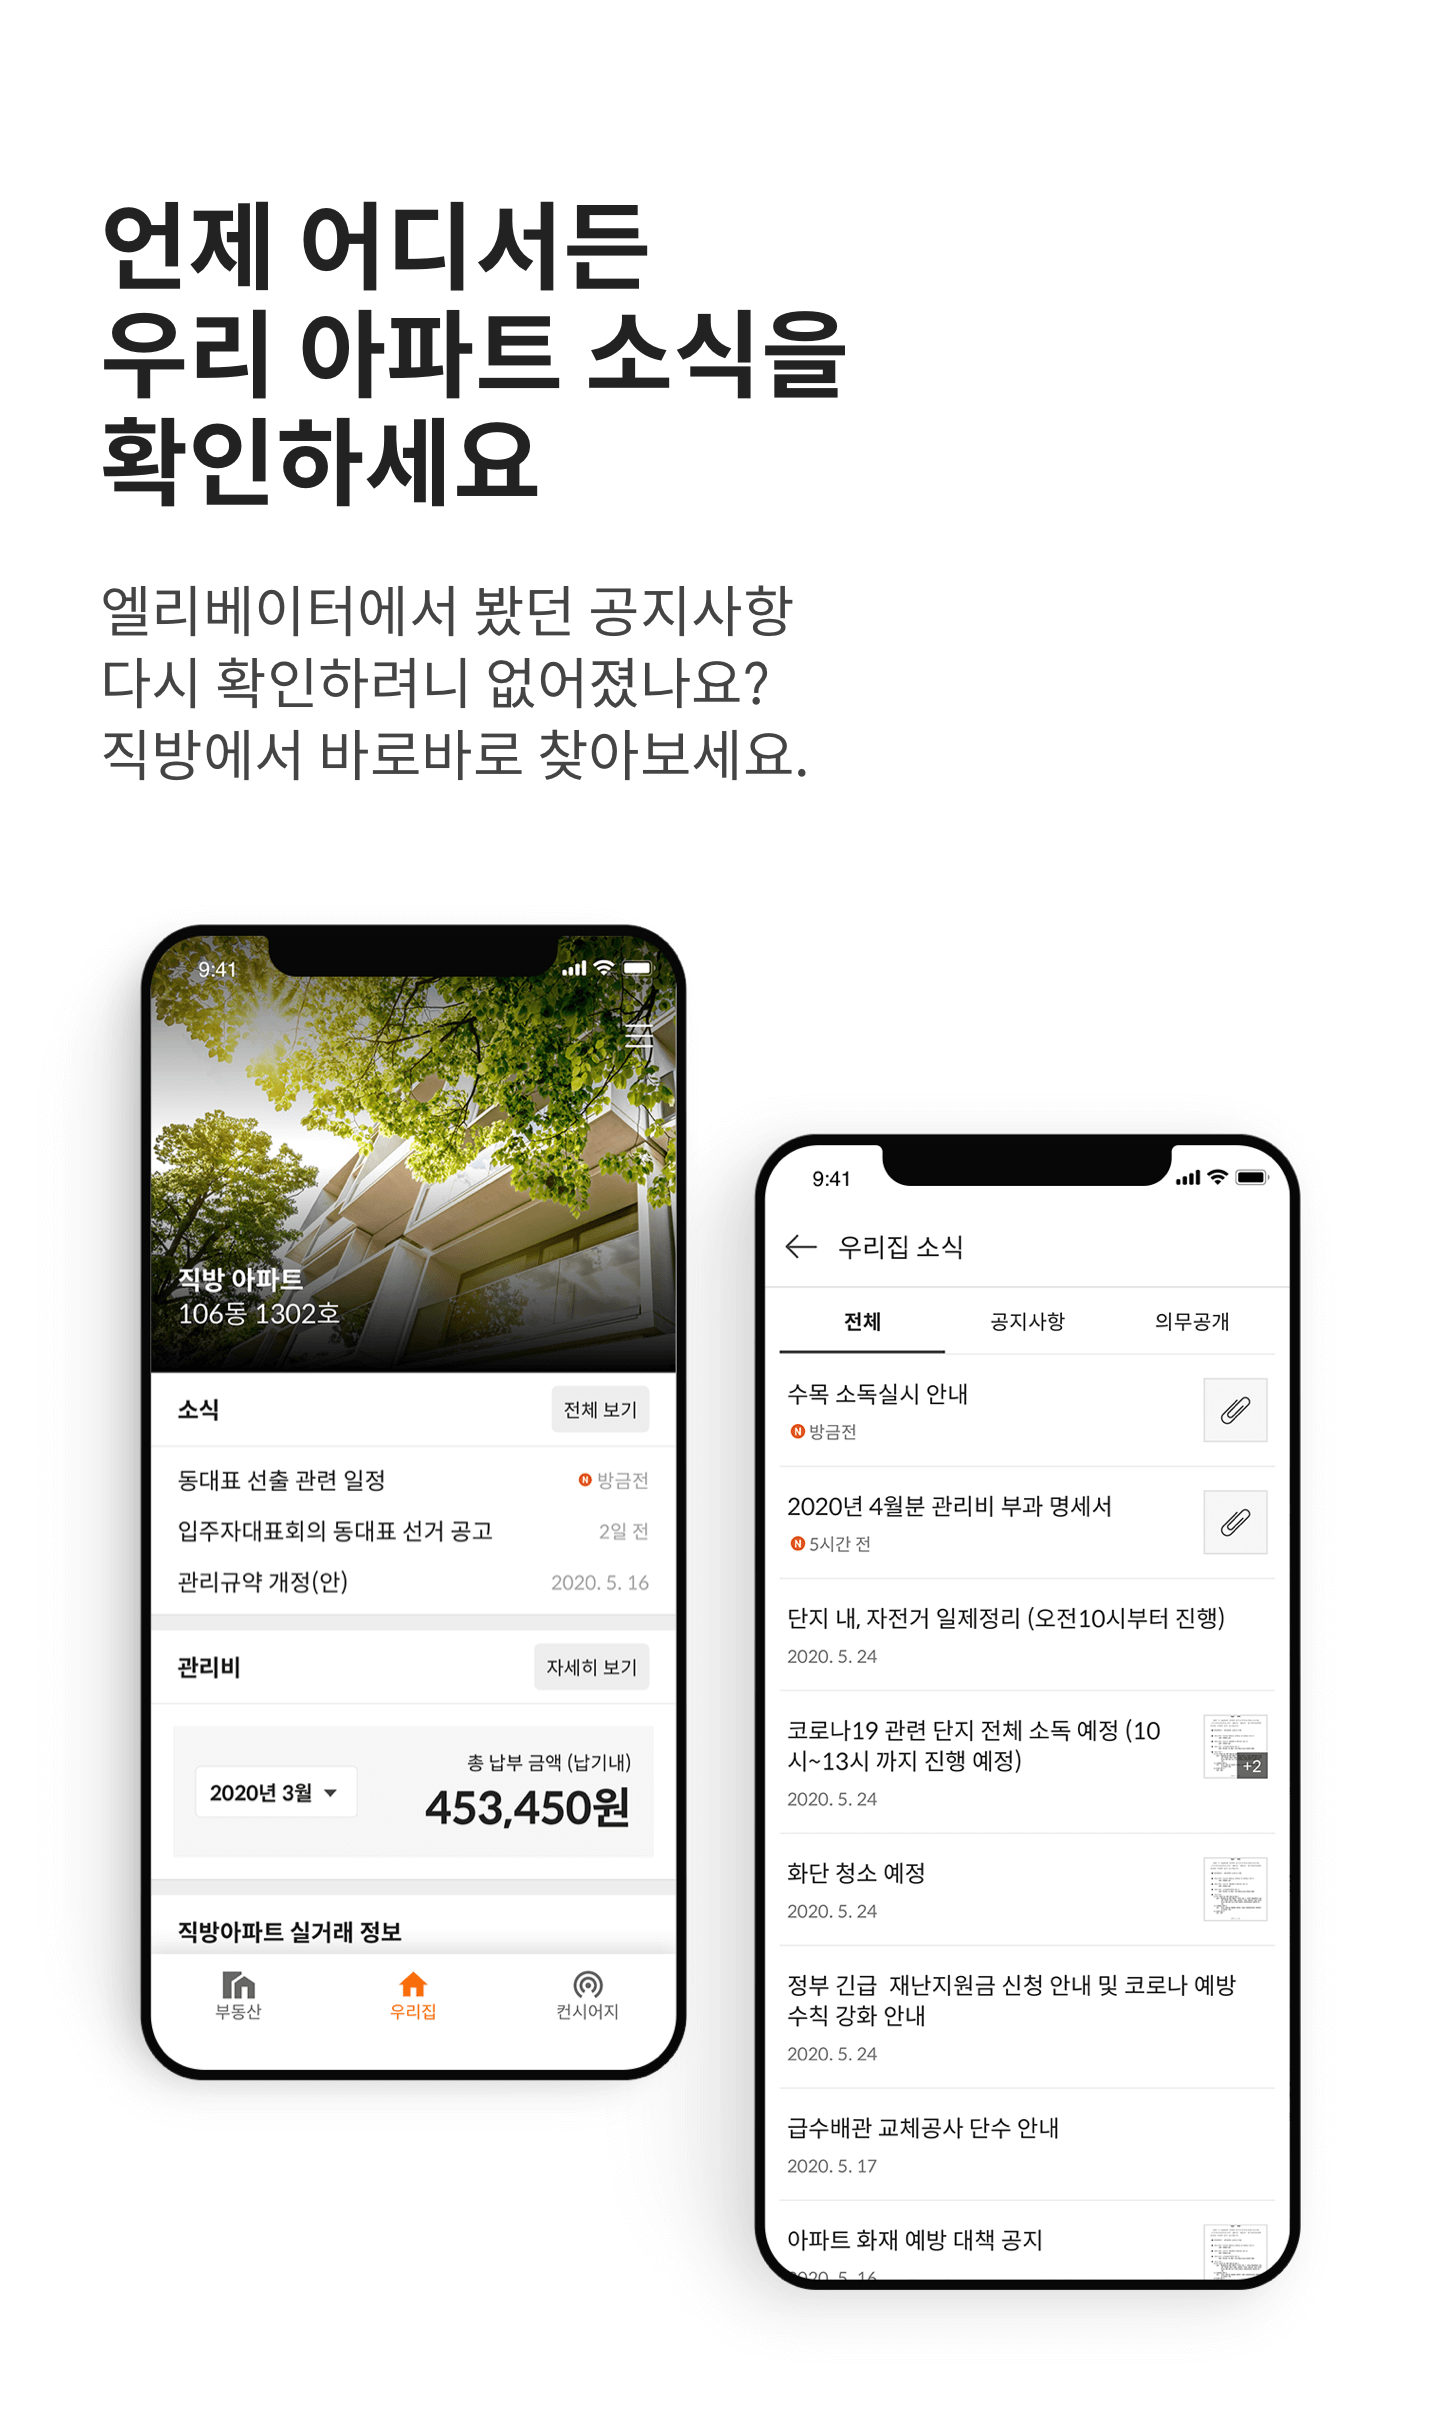 언제 어디서든
우리 아파트 소식을
확인하세요
엘리베이터에서 봤던 공지사항
다시 확인하려니 없어졌나요?
직방에서 바로바로 찾아보세요.
9:41
직방 아파트
106동 1302호
소식
전체 보기
동대표 선출 관련 일정
N 방금전
입주자대표회의 동대표 선거 공고
2일 전
관리규약 개정(안)
2020. 5. 16
관리비
자세히 보기
2020년 3월
총 납부 금액 (납기내)
453,450원
직방아파트 실거래 정보
부동산
우리집
컨시어지
9:41
우리집 소식
전체
공지사항
의무공개
수목 소독실시 안내
N 방금전
2020년 4월분 관리비 부과 명세서
N 5시간 전
단지 내, 자전거 일제정리 (오전10시부터 진행)
2020. 5. 24
코로나19 관련 단지 전체 소독 예정 (10
시~13시 까지 진행 예정)
+2
2020. 5. 24
화단 청소 예정
2020. 5. 24
정부 긴급  재난지원금 신청 안내 및 코로나 예방
수칙 강화 안내
2020. 5. 24
급수배관 교체공사 단수 안내
2020. 5. 17
아파트 화재 예방 대책 공지
2020. 5. 16